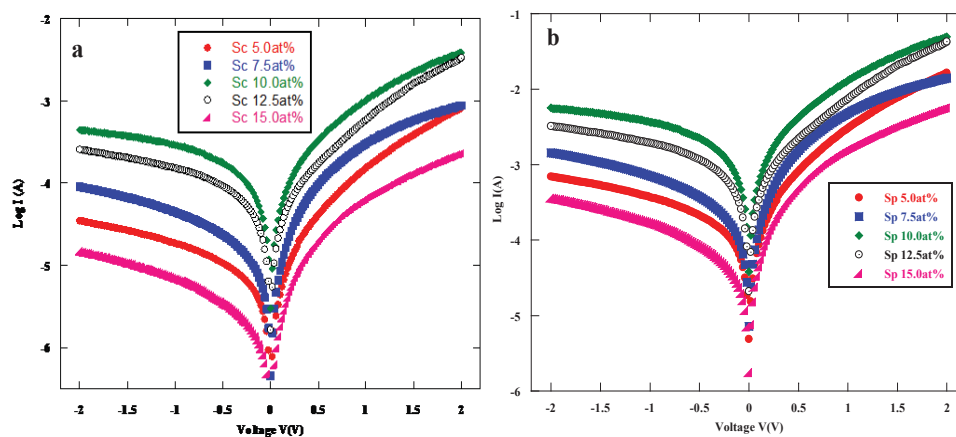 a
Sc 5.0at%
Sc 7.5at%
Sc 10.0at%
Sc 12.5at%
Sc 15.0at%
Log I (A)
-2
-3
-4
-5
-6
-2 -1.5 -1 -0.5 0 0.5 1 1.5 2
Voltage V(V)
b
Sp 5.0at%
Sp 7.5at%
Sp 10.0at%
Sp 12.5at%
Sp 15.0at%
Log I(A)
-1
-2
-3
-4
-5
-6
-2 -1.5 -1 -0.5 0 0.5 1 1.5 2
Voltage V(V)